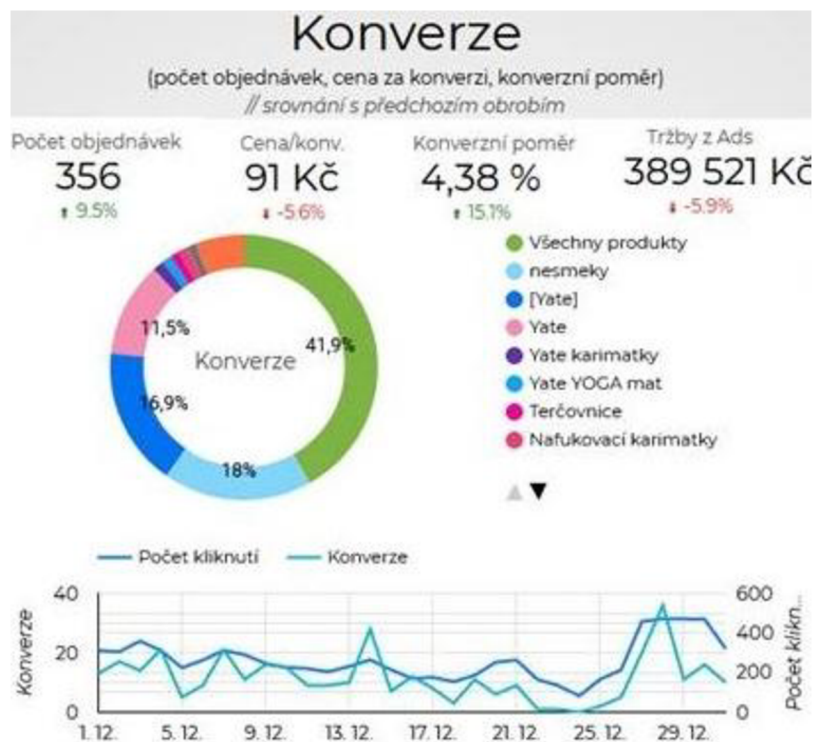 Konverze
(počet objednávek, cena za konverzi, konverzní poměr)
// srovnání s předchozím obrobím
Počet objednávek
356
9.5%
Cena/konv.
91 Kč
-5.6%
Konverzní poměr
4,38 %
15.1%
Tržby z Ads
389 521 Kč
-5.9%
41,9%
18%
16,9%
11,5%
Konverze
Všechny produkty
nesmeky
[Yate]
Yate
Yate karimatky
Yate YOGA mat
Terčovnice
Nafukovací karimatky
Počet kliknutí
Konverze
Konverze
40
20
0
600
400
200
0
Počet klikn...
1. 12.
5. 12.
9. 12.
13. 12.
17. 12.
21. 12.
25. 12.
29. 12.